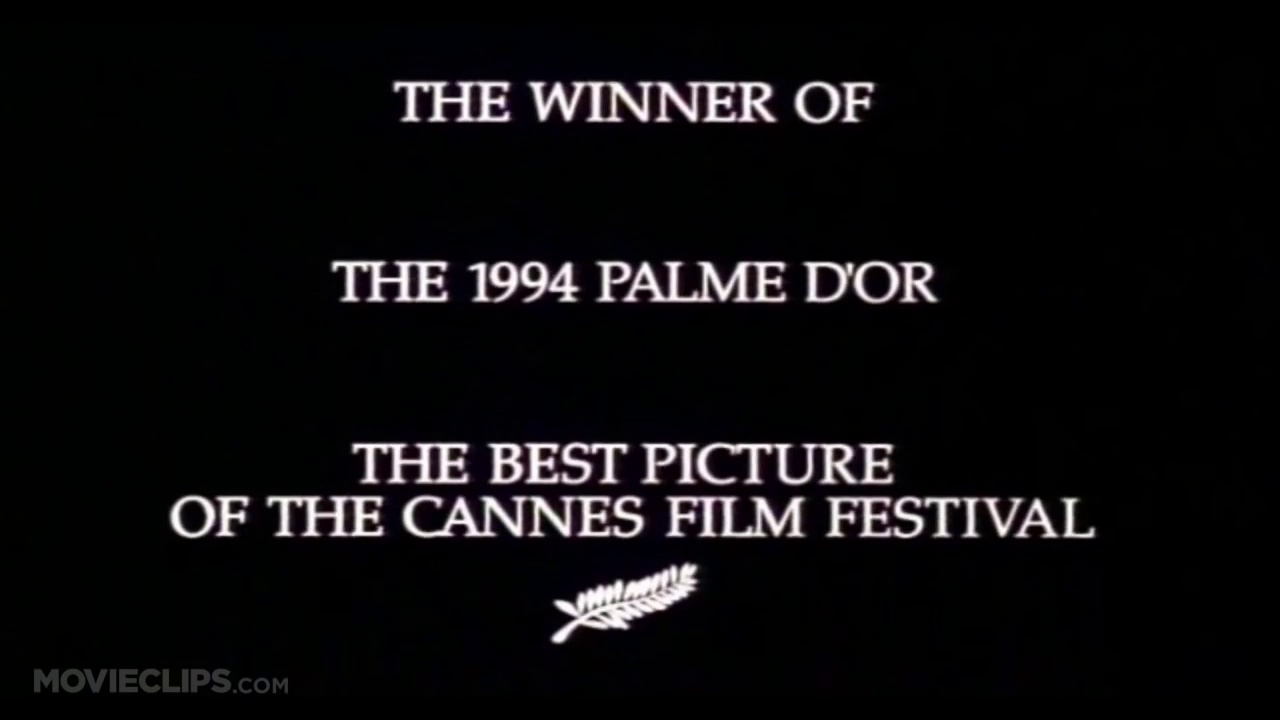 THE WINNER OF
THE 1994 PALME D'OR
THE BEST PICTURE
OF THE CANNES FILM FESTIVAL
MOVIECLIPS.COM